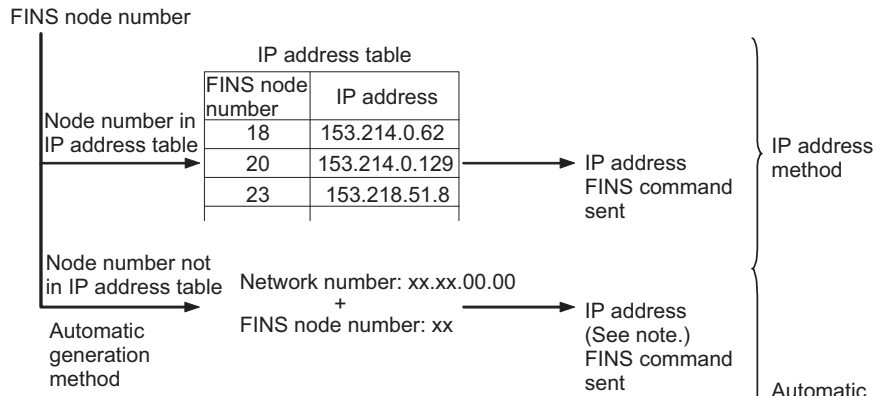 FINS node number
IP address table
FINS node number
IP address
18
153.214.0.62
20
153.214.0.129
23
153.218.51.8
Node number in
IP address table
IP address
FINS command
sent
IP address
method
Node number not
in IP address table
Automatic
generation
method
Network number: xx.xx.00.00
+
FINS node number: xx
IP address
(See note.)
FINS command
sent
Automatic